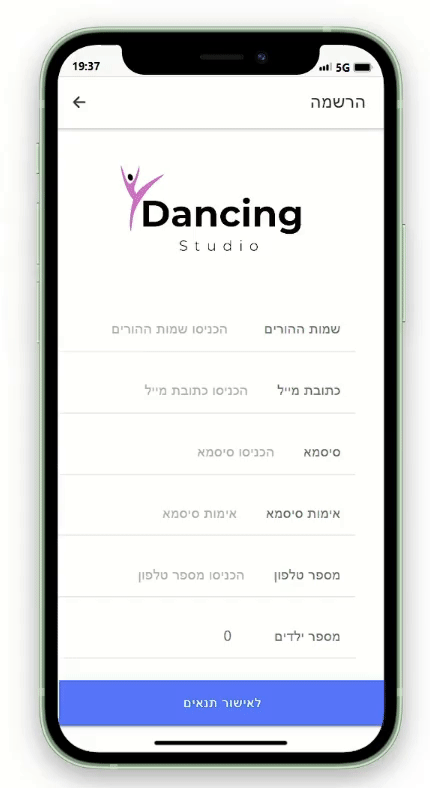 19:37 5G
הרשמה
Dancing
Studio
שמות ההורים הכניסו שמות ההורים
כתובת מייל הכניסו כתובת מייל
סיסמא הכניסו סיסמא
אימות סיסמא אימות סיסמא
מספר טלפון הכניסו מספר טלפון
מספר ילדים 0
לאישור תנאים